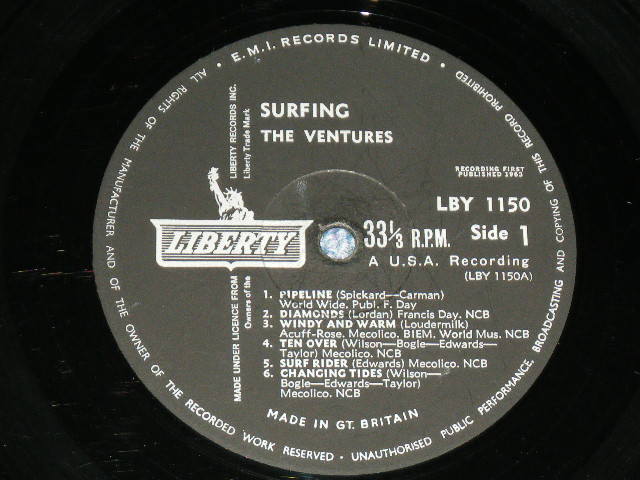 E.M.I. RECORDS LIMITED •
ALL RIGHTS OF THE MANUFACTURER AND OF THE OWNER OF THE RECORDED WORK RESERVED • UNAUTHORISED PUBLIC PERFORMANCE, BROADCASTING AND COPYING OF THIS RECORD PROHIBITED
SURFING
THE VENTURES
LIBERTY RECORDS INC.
Liberty Trade Mark
RECORDING FIRST
PUBLISHED 1963
LBY 1150
LIBERTY
33⅓ R.P.M. Side 1
A U.S.A. Recording
(LBY 1150A)
MADE UNDER LICENCE FROM
Owners of the
1. PIPELINE (Spickard—Carman)
World Wide. Publ. F. Day
2. DIAMONDS (Lordan) Francis Day. NCB
3. WINDY AND WARM (Loudermilk)
Acuff-Rose. Mecolico. BIEM. World Mus. NCB
4. TEN OVER (Wilson—Bogle—Edwards—
Taylor) Mecolico. NCB
5. SURF RIDER (Edwards) Mecolico. NCB
6. CHANGING TIDES (Wilson—
Bogle—Edwards—Taylor)
Mecolico. NCB
MADE IN GT. BRITAIN